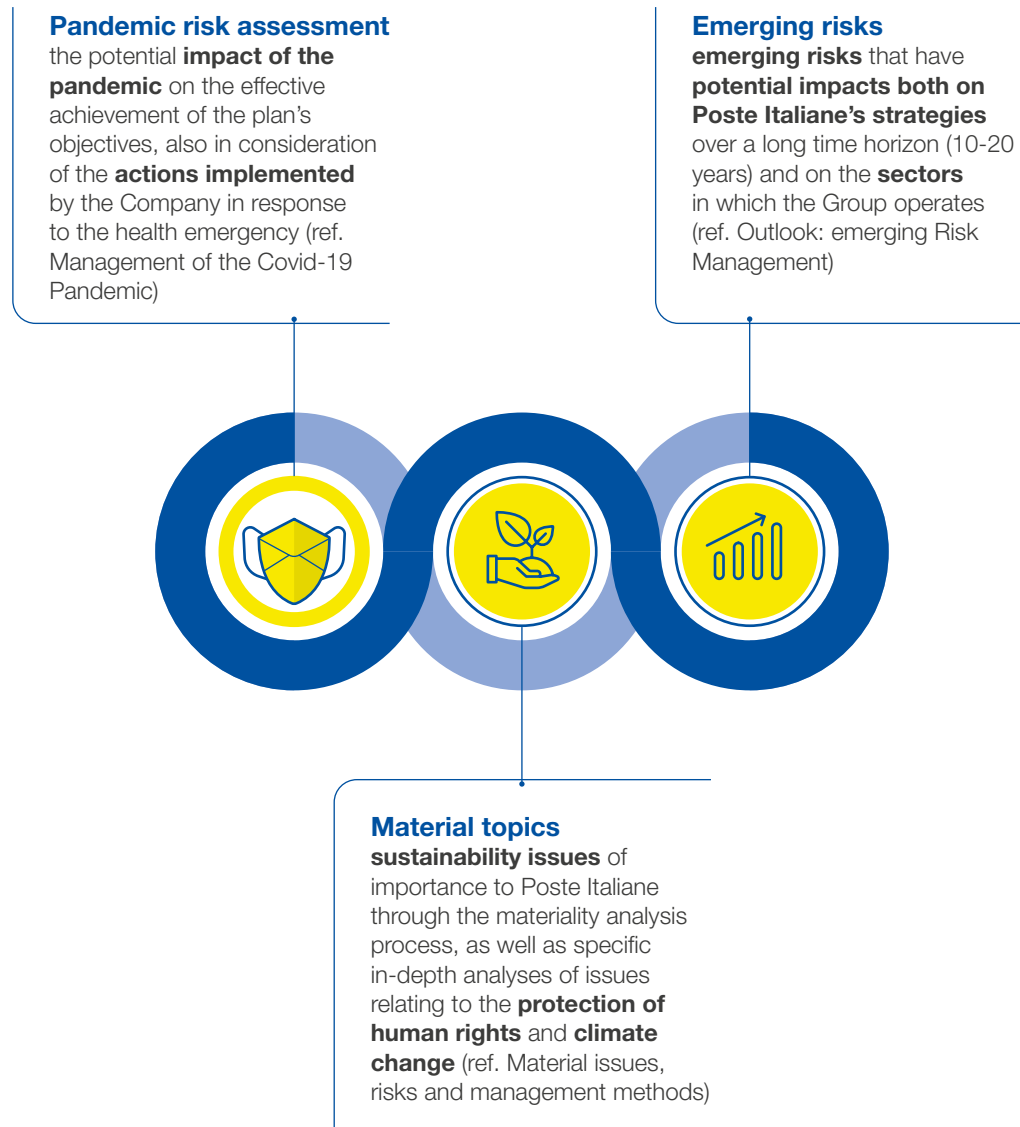 Pandemic risk assessment
the potential impact of the
pandemic on the effective
achievement of the plan's
objectives, also in consideration
of the actions implemented
by the Company in response
to the health emergency (ref.
Management of the Covid-19
Pandemic)
Emerging risks
emerging risks that have
potential impacts both on
Poste Italiane's strategies
over a long time horizon (10-20
years) and on the sectors
in which the Group operates
(ref. Outlook: emerging Risk
Management)
Material topics
sustainability issues of
importance to Poste Italiane
through the materiality analysis
process, as well as specific
in-depth analyses of issues
relating to the protection of
human rights and climate
change (ref. Material issues,
risks and management methods)